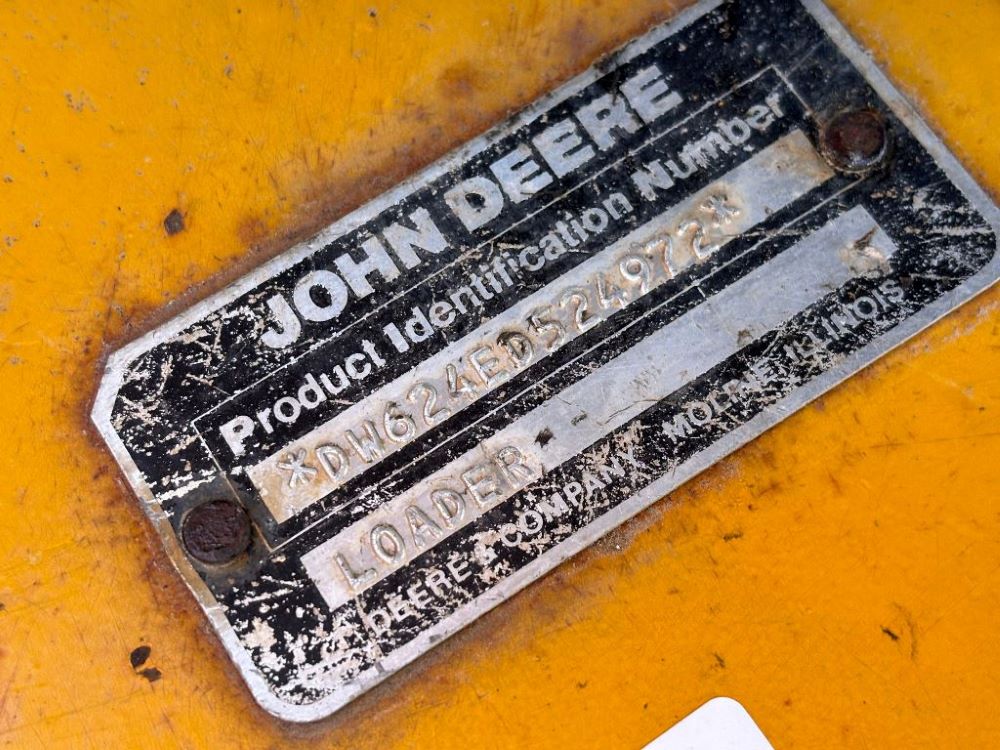 JOHN DEERE
Product Identification Number
*DW624ED524972*
LOADER
DEERE & COMPANY MOLINE, ILLINOIS